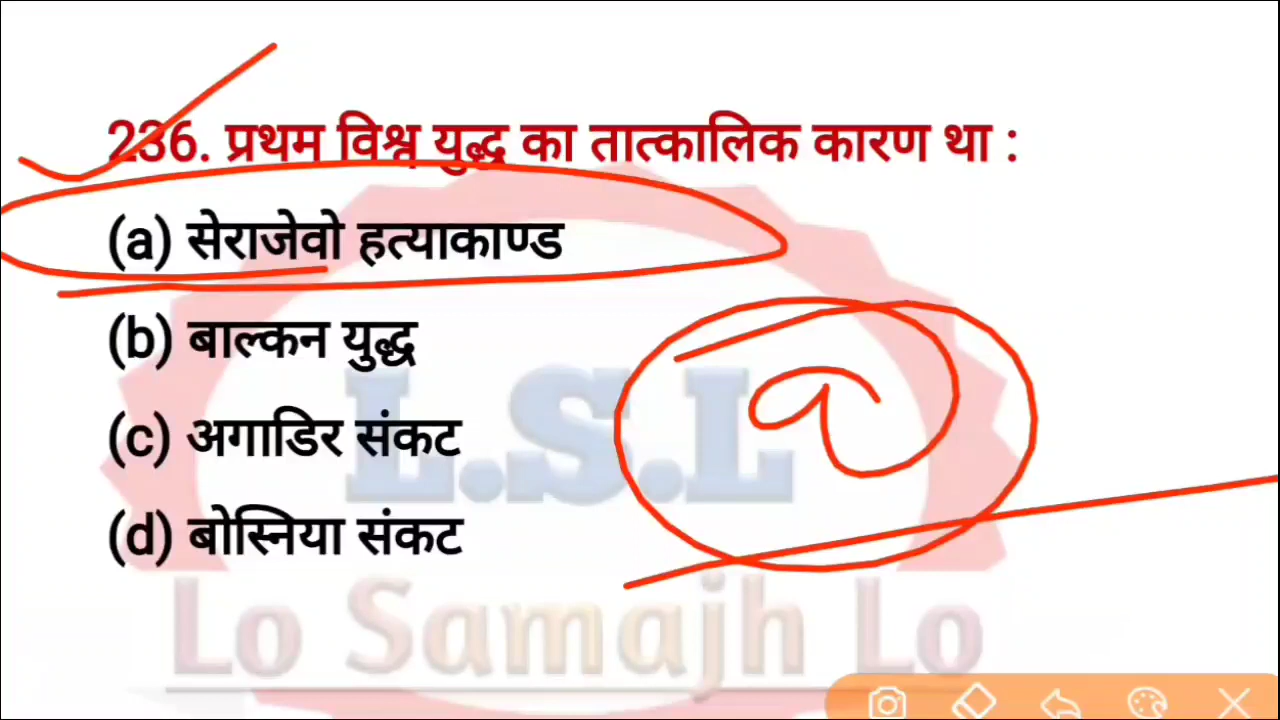 236. प्रथम विश्व युद्ध का तात्कालिक कारण था :
(a) सेराजेवो हत्याकाण्ड
(b) बाल्कन युद्ध
(c) अगाडिर संकट
a
(d) बोस्निया संकट
L.S.L
Lo Samajh Lo